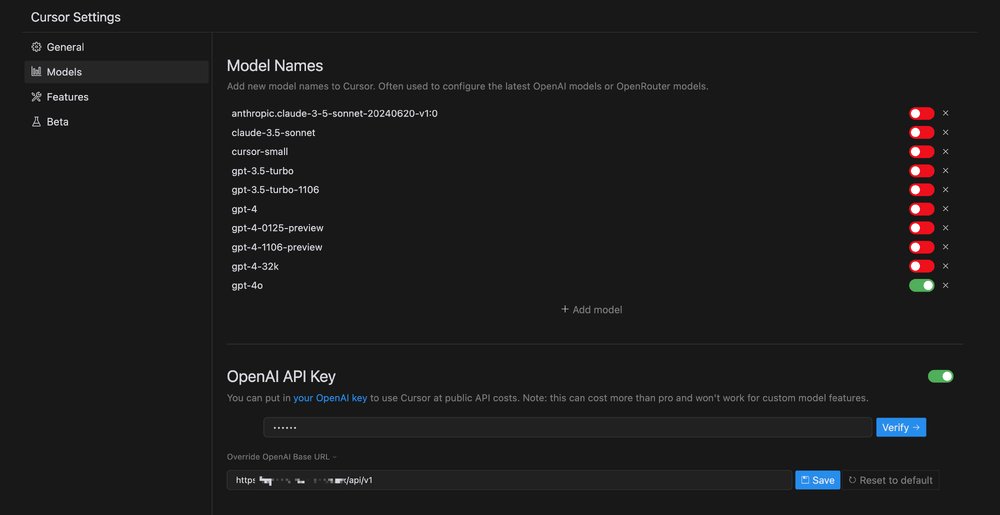 Cursor Settings
General
Models
Features
Beta
Model Names
Add new model names to Cursor. Often used to configure the latest OpenAI models or OpenRouter models.
anthropic.claude-3-5-sonnet-20240620-v1:0
claude-3.5-sonnet
cursor-small
gpt-3.5-turbo
gpt-3.5-turbo-1106
gpt-4
gpt-4-0125-preview
gpt-4-1106-preview
gpt-4-32k
gpt-4o
+ Add model
OpenAI API Key
You can put in your OpenAI key to use Cursor at public API costs. Note: this can cost more than pro and won't work for custom model features.
••••••
Verify →
Override OpenAI Base URL
https /api/v1
Save
Reset to default